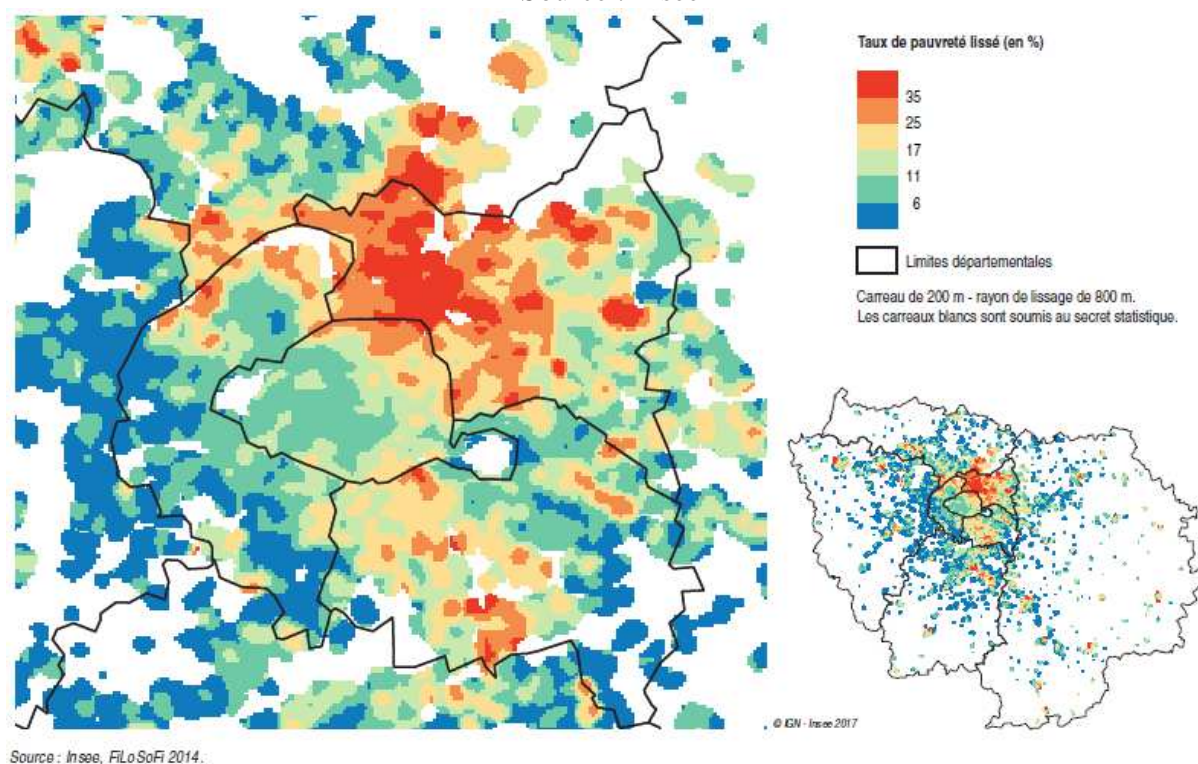 Taux de pauvreté lissé (en %)
35
25
17
11
6
Limites départementales
Carreau de 200 m - rayon de lissage de 800 m.
Les carreaux blancs sont soumis au secret statistique.
© IGN - Insee 2017
Source : Insee, FiLoSoFi 2014.